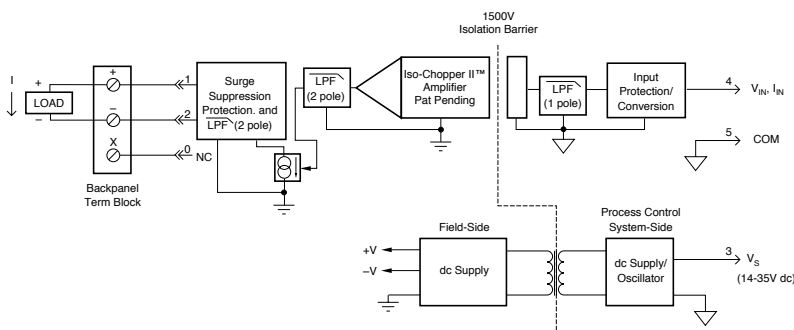 1500V
Isolation Barrier
I
+
LOAD
–
+
–
X
Backpanel
Term Block
1
2
0
NC
Surge
Suppression
Protection. and
LPF (2 pole)
LPF
(2 pole)
Iso-Chopper II™
Amplifier
Pat Pending
LPF
(1 pole)
Input
Protection/
Conversion
4
VIN, IIN
5
COM
Field-Side
+V
–V
dc Supply
Process Control
System-Side
dc Supply/
Oscillator
3
VS
(14-35V dc)